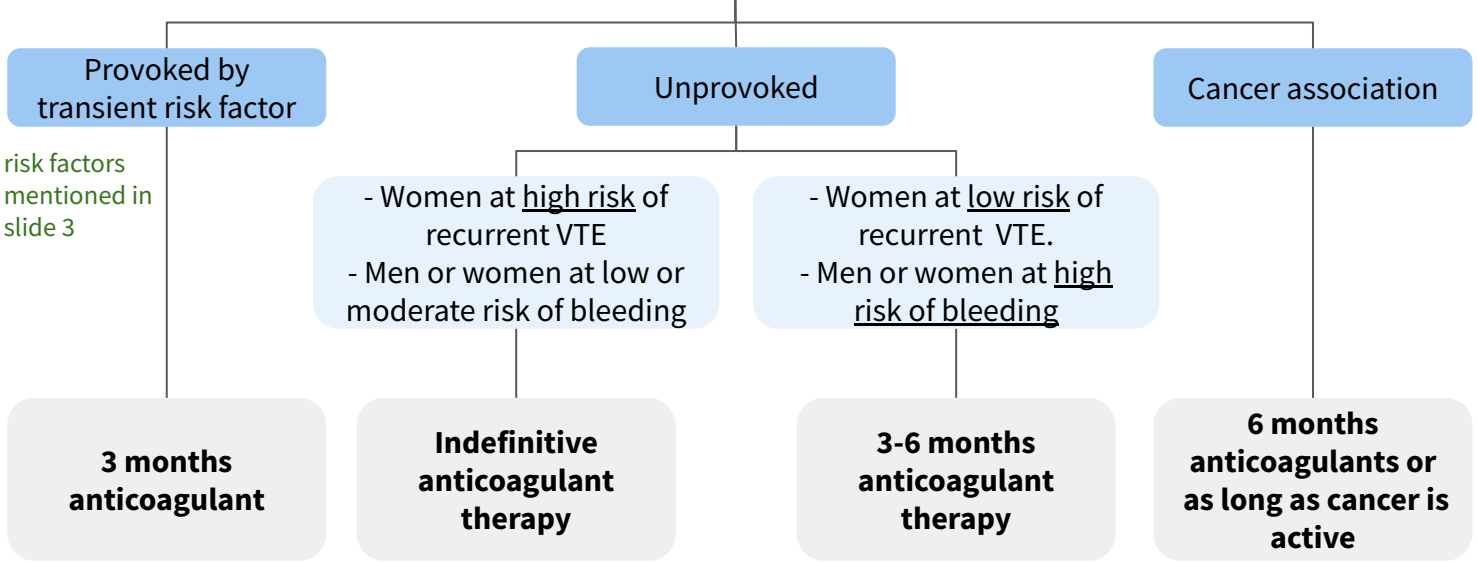 Provoked by
transient risk factor
Unprovoked
Cancer association
risk factors
mentioned in
slide 3
- Women at high risk of
recurrent VTE
- Men or women at low or
moderate risk of bleeding
- Women at low risk of
recurrent VTE.
- Men or women at high
risk of bleeding
3 months
anticoagulant
Indefinitive
anticoagulant
therapy
3-6 months
anticoagulant
therapy
6 months
anticoagulants or
as long as cancer is
active